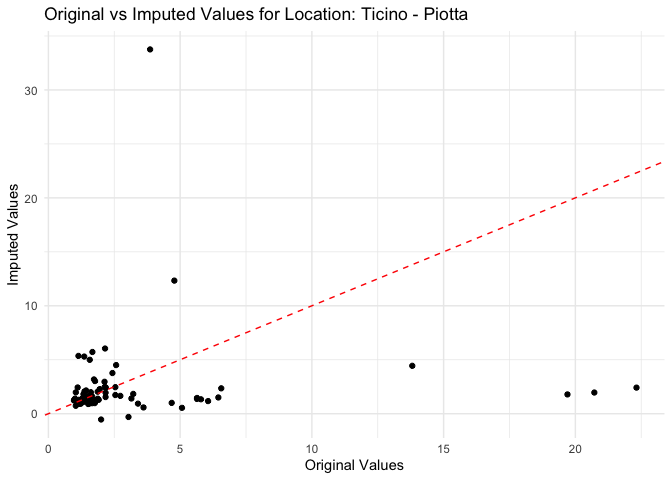 Original vs Imputed Values for Location: Ticino - Piotta
Imputed Values
30
20
10
0
0 5 10 15 20
Original Values